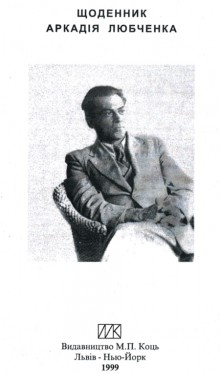 ЩОДЕННИК
АРКАДІЯ ЛЮБЧЕНКА
Видавництво М.П. Коць
Львів - Нью-Йорк
1999